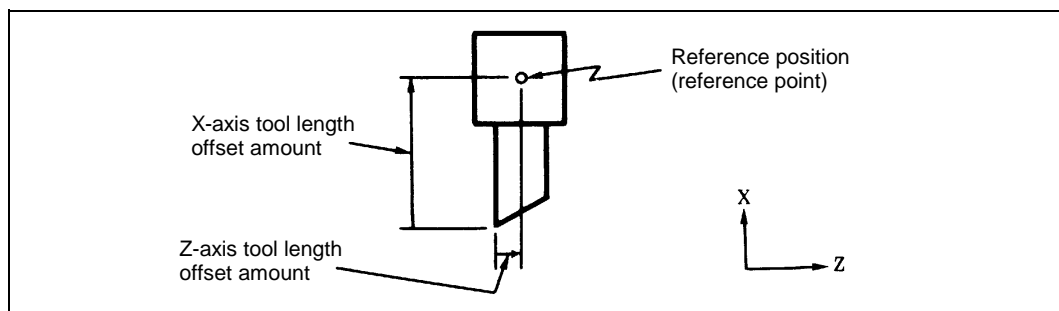 Reference position
(reference point)
X-axis tool length
offset amount
Z-axis tool length
offset amount
X
Z